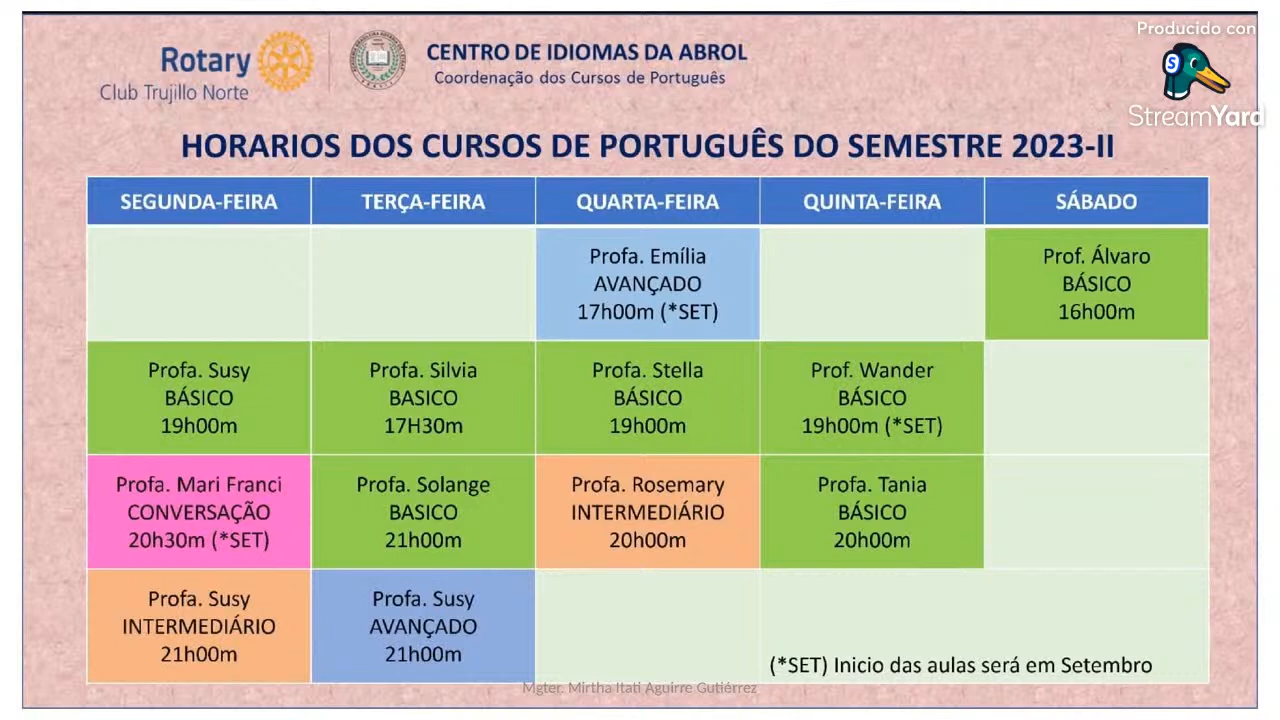 Producido con
StreamYard
Rotary
Club Trujillo Norte
CENTRO DE IDIOMAS DA ABROL
Coordenação dos Cursos de Português
HORARIOS DOS CURSOS DE PORTUGUÊS DO SEMESTRE 2023-II
SEGUNDA-FEIRA TERÇA-FEIRA QUARTA-FEIRA QUINTA-FEIRA SÁBADO
Profa. Emília Prof. Álvaro
AVANÇADO BÁSICO
17h00m (*SET) 16h00m
Profa. Susy Profa. Silvia Profa. Stella Prof. Wander
BÁSICO BASICO BÁSICO BÁSICO
19h00m 17H30m 19h00m 19h00m (*SET)
Profa. Mari Franci Profa. Solange Profa. Rosemary Profa. Tania
CONVERSAÇÃO BASICO INTERMEDIÁRIO BÁSICO
20h30m (*SET) 21h00m 20h00m 20h00m
Profa. Susy Profa. Susy
INTERMEDIÁRIO AVANÇADO
21h00m 21h00m
(*SET) Inicio das aulas será em Setembro
Mgter. Mirtha Itatí Aguirre Gutiérrez